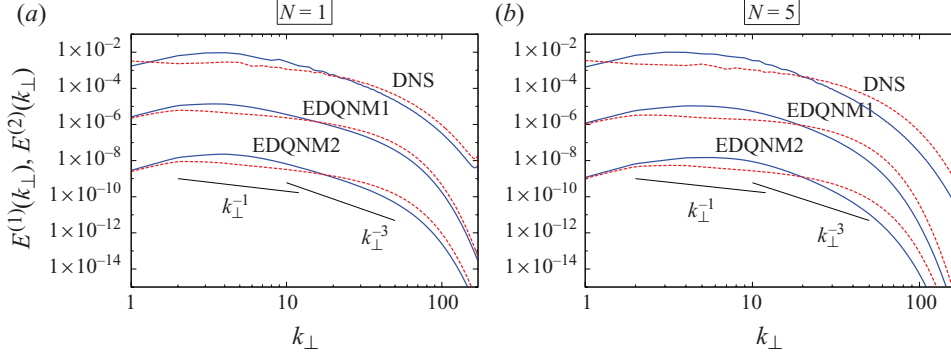 (a) N = 1
(b) N = 5
E^(1)(k⊥), E^(2)(k⊥)
1×10^−2
1×10^−4
1×10^−6
1×10^−8
1×10^−10
1×10^−12
1×10^−14
DNS
EDQNM1
EDQNM2
k⊥^−1
k⊥^−3
1 10 100
k⊥
1×10^−2
1×10^−4
1×10^−6
1×10^−8
1×10^−10
1×10^−12
1×10^−14
DNS
EDQNM1
EDQNM2
k⊥^−1
k⊥^−3
1 10 100
k⊥